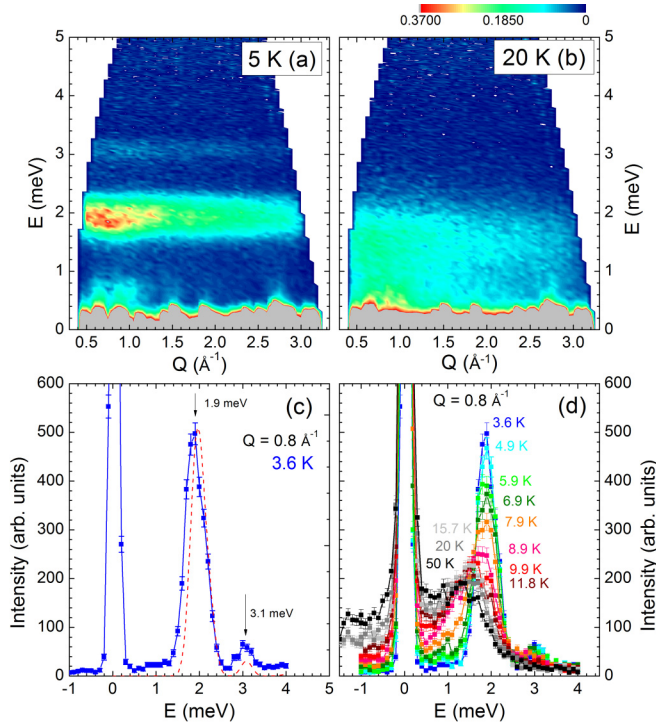 0.3700 0.1850 0
5 K (a)
20 K (b)
5
4
3
2
1
0
E (meV)
0.5 1.0 1.5 2.0 2.5 3.0
Q (Å⁻¹)
5
4
3
2
1
0
E (meV)
0.5 1.0 1.5 2.0 2.5 3.0
Q (Å⁻¹)
600
500
400
300
200
100
0
Intensity (arb. units)
1.9 meV
(c)
Q = 0.8 Å⁻¹
3.6 K
3.1 meV
-1 0 1 2 3 4 5
E (meV)
Q = 0.8 Å⁻¹
(d)
3.6 K
4.9 K
5.9 K
6.9 K
7.9 K
8.9 K
9.9 K
11.8 K
15.7 K
20 K
50 K
600
500
400
300
200
100
0
Intensity (arb. units)
0 1 2 3 4 5
E (meV)